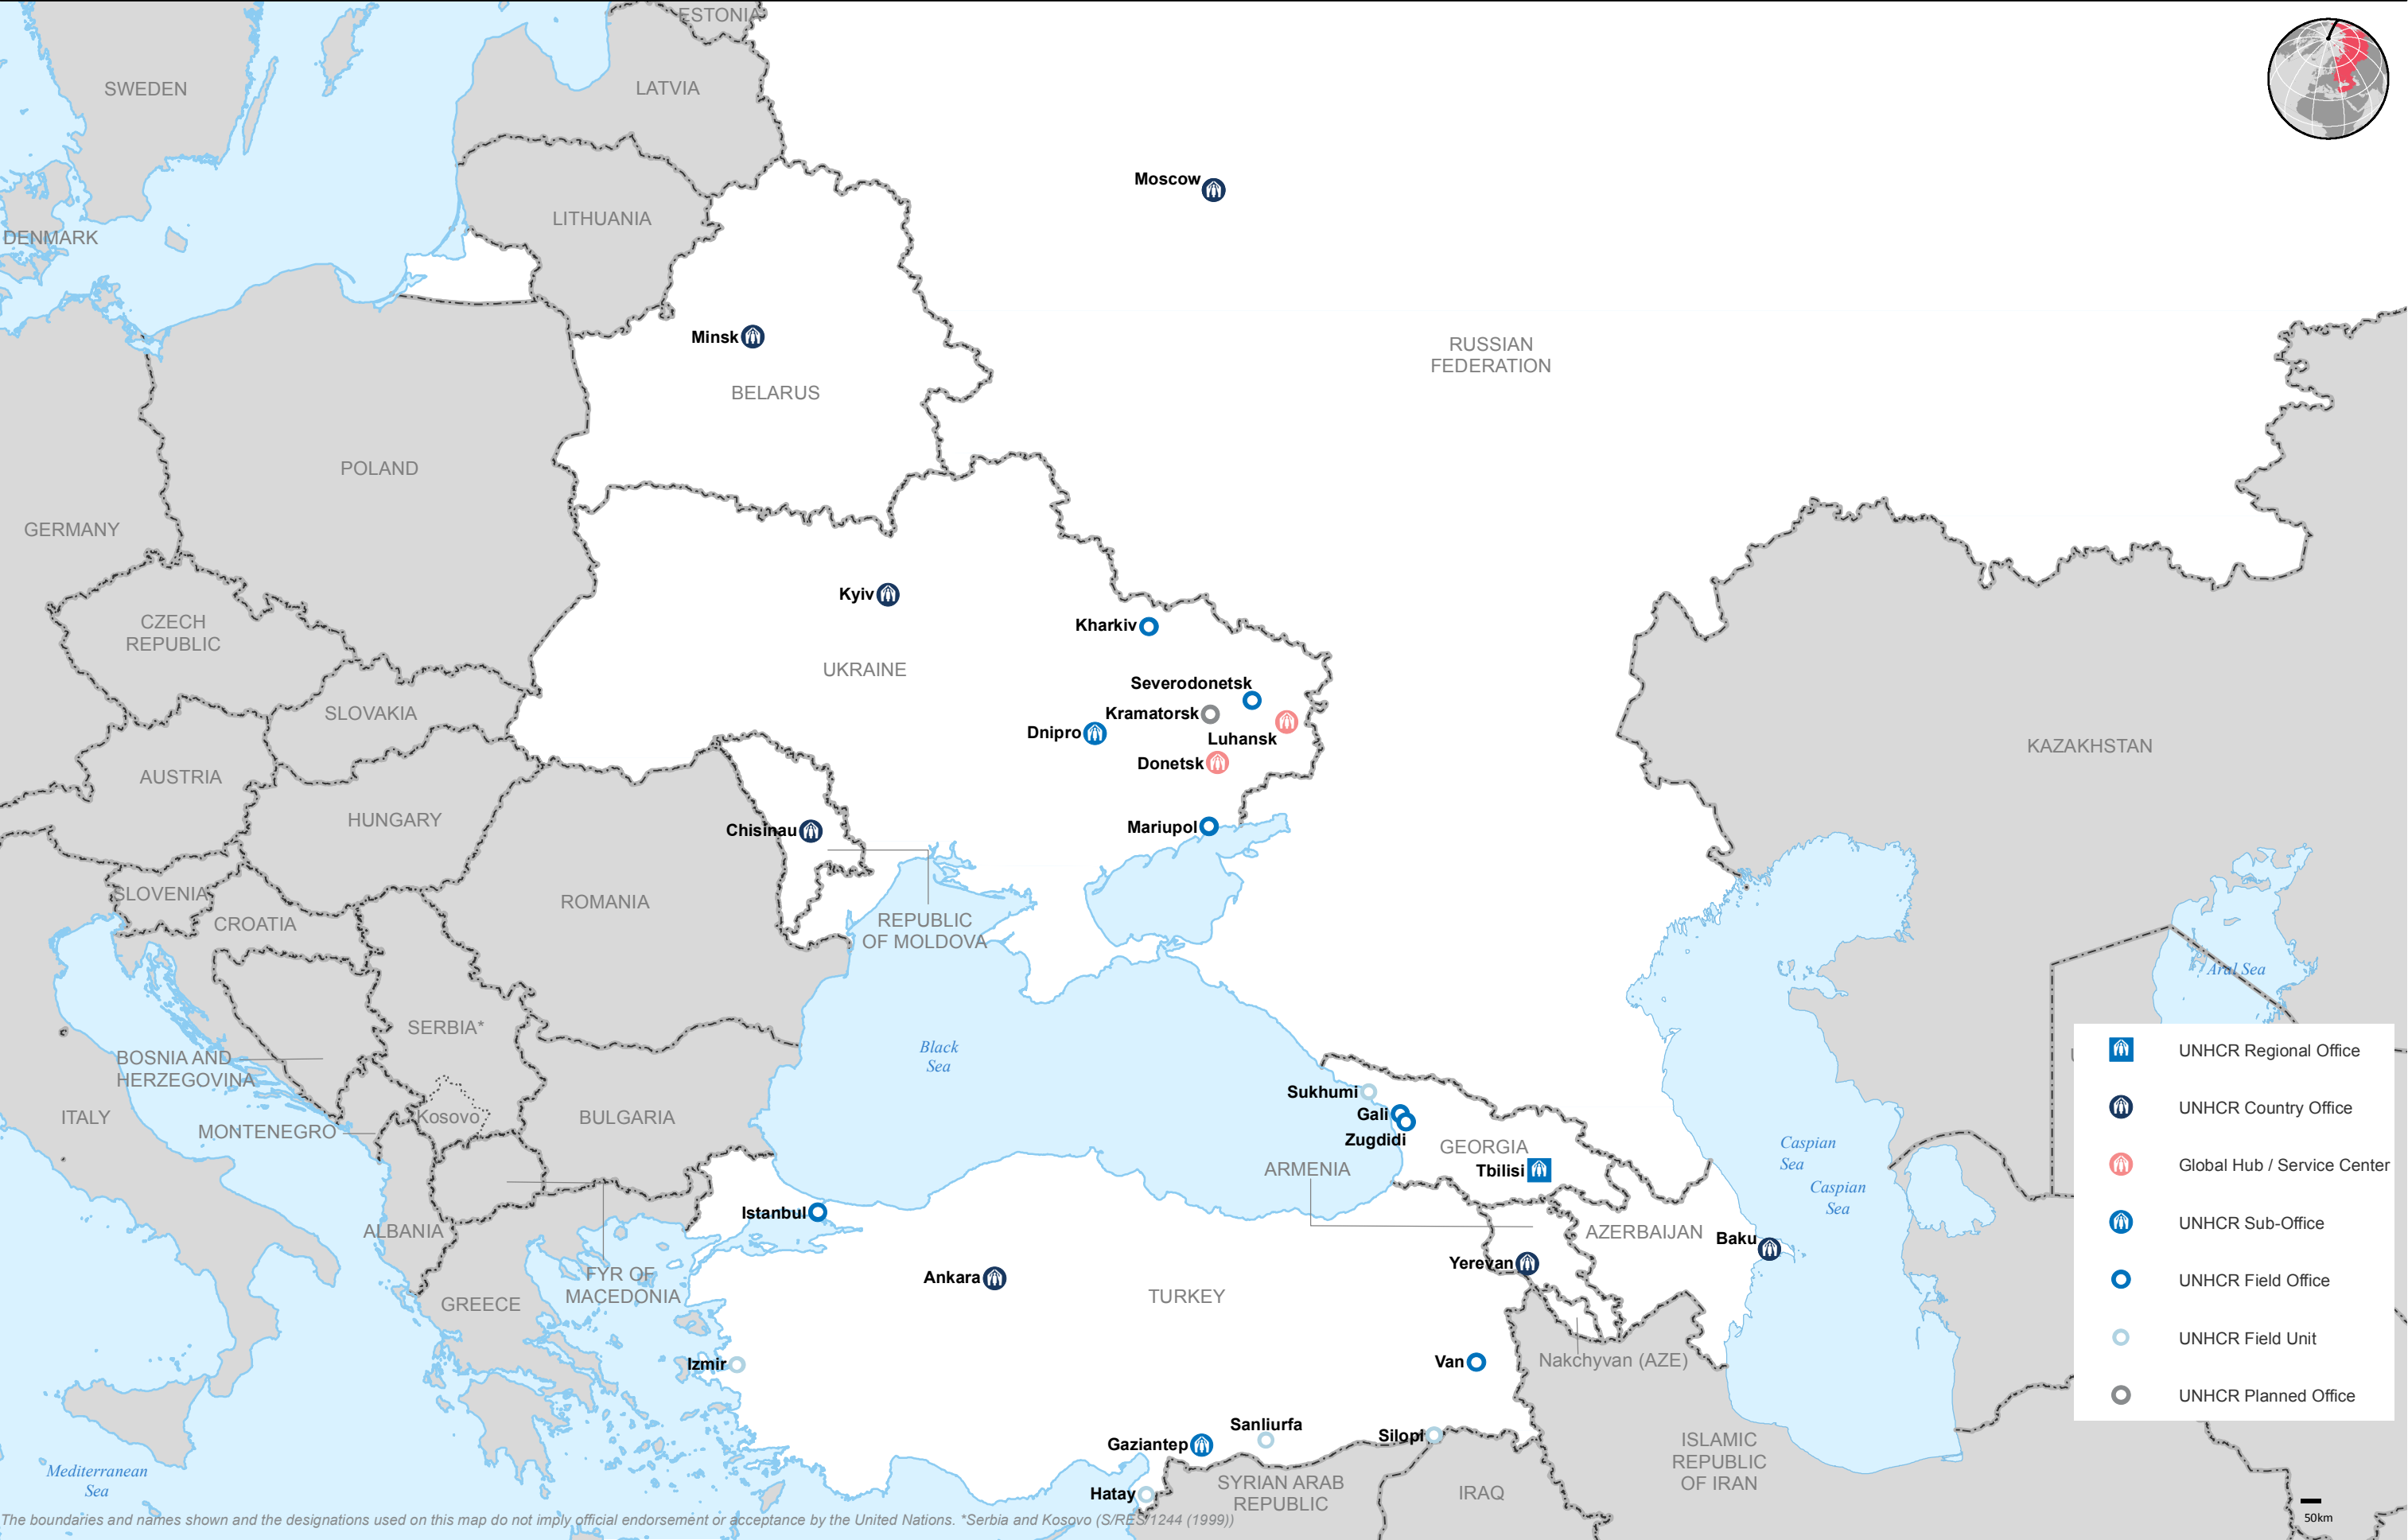 ESTONIA
SWEDEN
LATVIA
Moscow
LITHUANIA
DENMARK
Minsk
RUSSIAN
FEDERATION
BELARUS
POLAND
GERMANY
Kyiv
CZECH
REPUBLIC
Kharkiv
UKRAINE
Severodonetsk
SLOVAKIA
Kramatorsk
Dnipro
Luhansk
KAZAKHSTAN
Donetsk
AUSTRIA
HUNGARY
Chisinau
Mariupol
SLOVENIA
ROMANIA
CROATIA
REPUBLIC
OF MOLDOVA
Aral Sea
SERBIA*
Black
Sea
BOSNIA AND
HERZEGOVINA
Sukhumi
Gali
Zugdidi
ITALY
Kosovo
BULGARIA
MONTENEGRO
GEORGIA
Caspian
Sea
ARMENIA
Tbilisi
Caspian
Sea
Istanbul
ALBANIA
AZERBAIJAN
Baku
Yerevan
Ankara
FYR OF
MACEDONIA
TURKEY
GREECE
Izmir
Van
Nakchyvan (AZE)
Sanliurfa
Silopi
Gaziantep
ISLAMIC
REPUBLIC
OF IRAN
Mediterranean
Sea
Hatay
SYRIAN ARAB
REPUBLIC
IRAQ
UNHCR Regional Office
UNHCR Country Office
Global Hub / Service Center
UNHCR Sub-Office
UNHCR Field Office
UNHCR Field Unit
UNHCR Planned Office
50km
The boundaries and names shown and the designations used on this map do not imply official endorsement or acceptance by the United Nations. *Serbia and Kosovo (S/RES/1244 (1999))